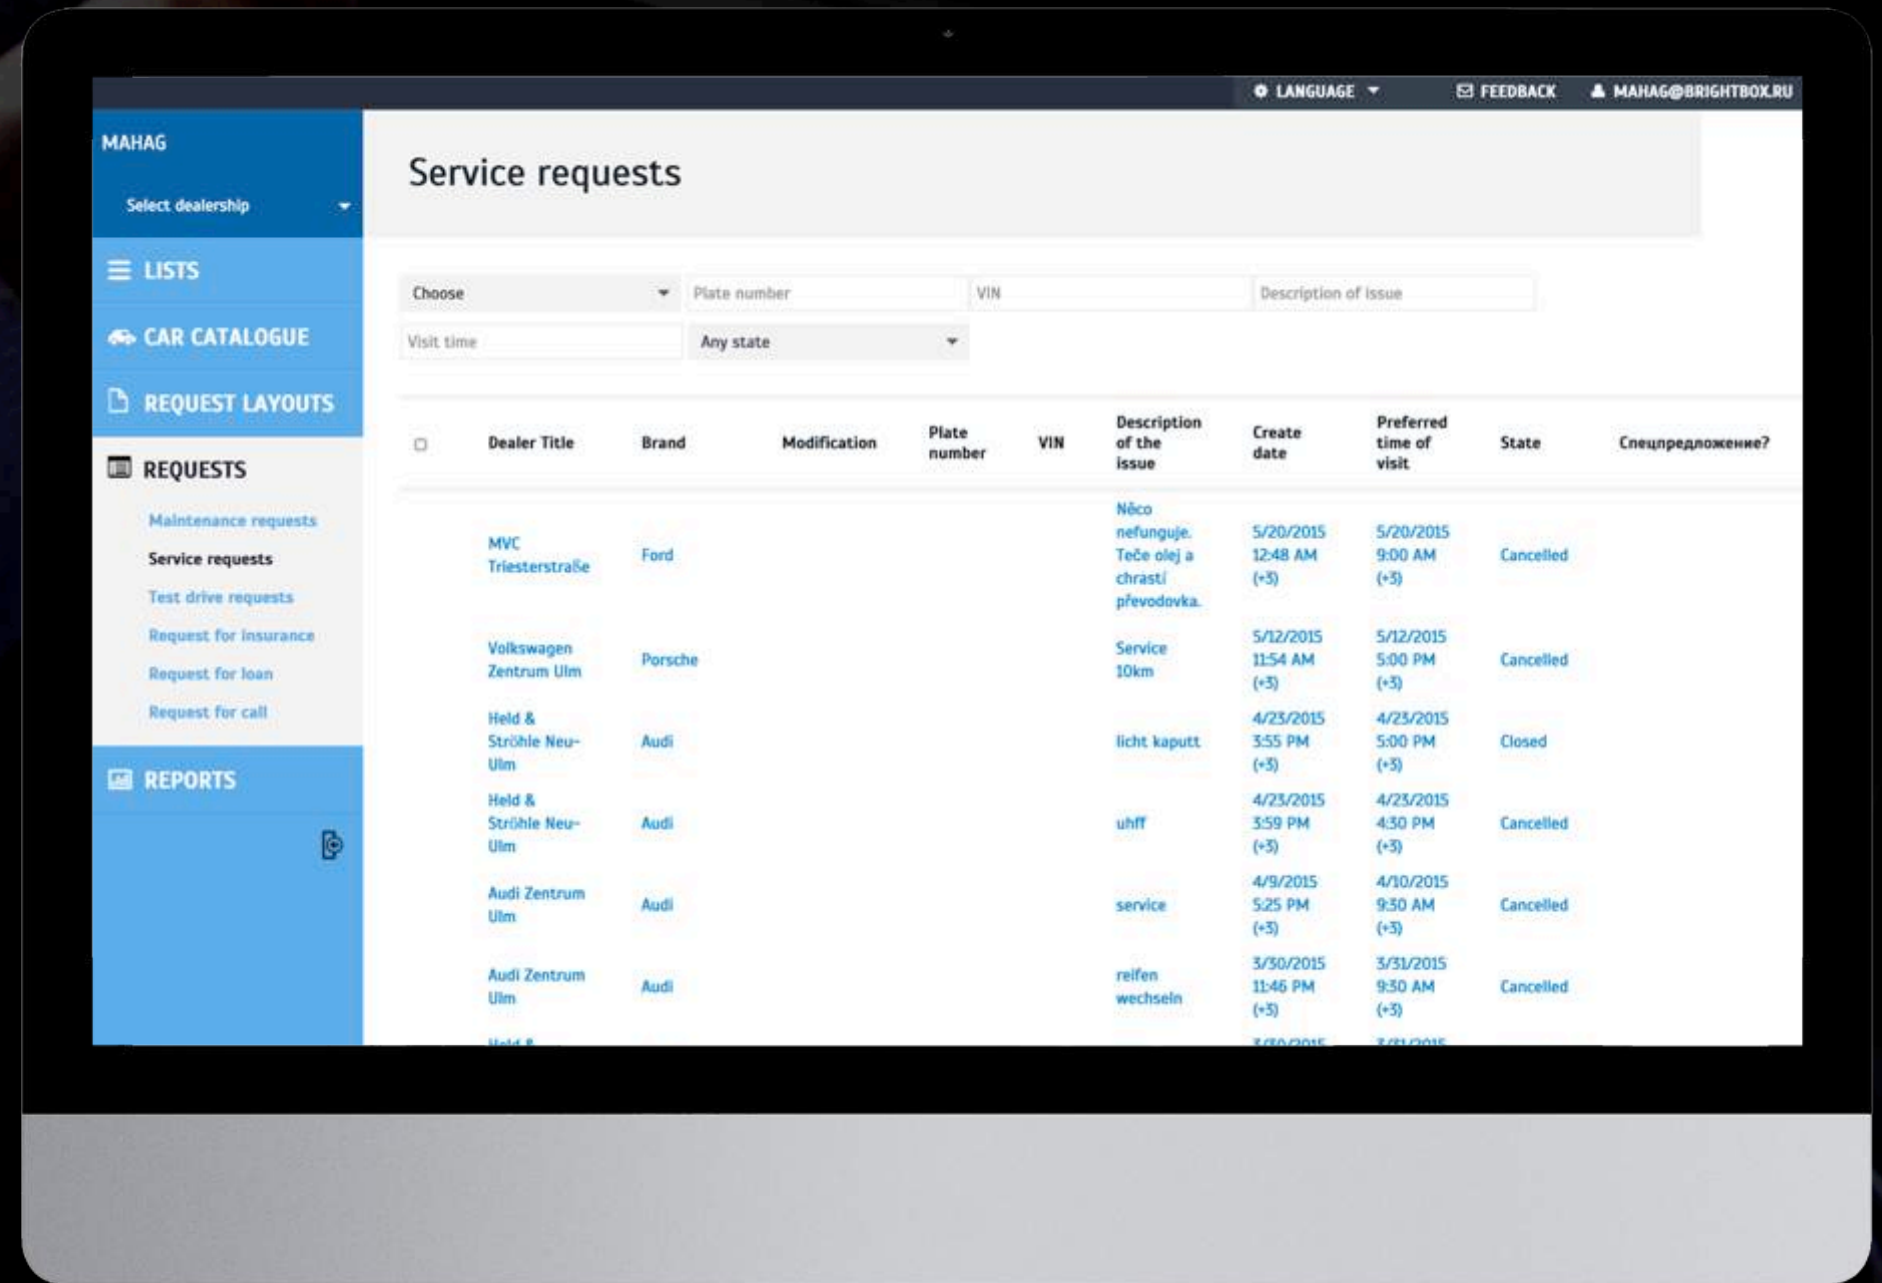 LANGUAGE
FEEDBACK
MAHAG@BRIGHTBOX.RU
MAHAG
Select dealership
LISTS
CAR CATALOGUE
REQUEST LAYOUTS
REQUESTS
Maintenance requests
Service requests
Test drive requests
Request for insurance
Request for loan
Request for call
REPORTS
Service requests
Choose
Plate number
VIN
Description of issue
Visit time
Any state
Dealer Title
Brand
Modification
Plate
number
VIN
Description
of the
issue
Create
date
Preferred
time of
visit
State
Спецпредложение?
MVC
Triesterstraße
Ford
Něco
nefunguje.
Teče olej a
chrastí
převodovka.
5/20/2015
12:48 AM
(+3)
5/20/2015
9:00 AM
(+3)
Cancelled
Volkswagen
Zentrum Ulm
Porsche
Service
10km
5/12/2015
11:54 AM
(+3)
5/12/2015
5:00 PM
(+3)
Cancelled
Held &
Ströhle Neu-
Ulm
Audi
licht kaputt
4/23/2015
3:55 PM
(+3)
4/23/2015
5:00 PM
(+3)
Closed
Held &
Ströhle Neu-
Ulm
Audi
uhff
4/23/2015
3:59 PM
(+3)
4/23/2015
4:30 PM
(+3)
Cancelled
Audi Zentrum
Ulm
Audi
service
4/9/2015
5:25 PM
(+3)
4/10/2015
9:30 AM
(+3)
Cancelled
Audi Zentrum
Ulm
Audi
reifen
wechseln
3/30/2015
11:46 PM
(+3)
3/31/2015
9:30 AM
(+3)
Cancelled
Held &
3/30/2015
3/31/2015